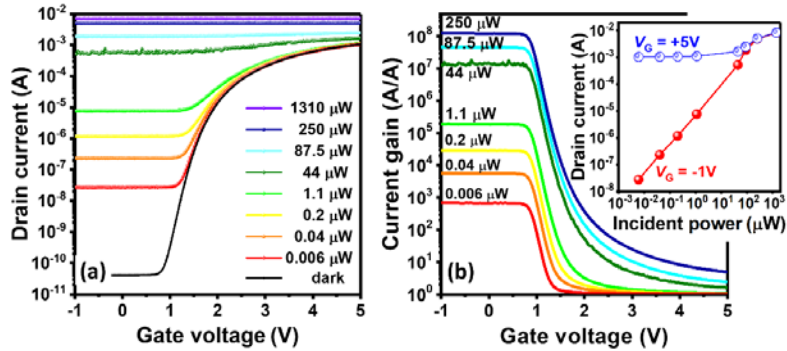 10⁻²
10⁻³
10⁻⁴
10⁻⁵
10⁻⁶
10⁻⁷
10⁻⁸
10⁻⁹
10⁻¹⁰
10⁻¹¹
Drain current (A)
1310 μW
250 μW
87.5 μW
44 μW
1.1 μW
0.2 μW
0.04 μW
0.006 μW
dark
(a)
-1 0 1 2 3 4 5
Gate voltage (V)
10⁸
10⁷
10⁶
10⁵
10⁴
10³
10²
10¹
10⁰
Current gain (A/A)
250 μW
87.5 μW
44 μW
1.1 μW
0.2 μW
0.04 μW
0.006 μW
(b)
-1 0 1 2 3 4 5
Gate voltage (V)
10⁻²
10⁻³
10⁻⁴
10⁻⁵
10⁻⁶
10⁻⁷
10⁻⁸
Drain current (A)
V_G = +5V
V_G = -1V
10⁻³ 10⁻² 10⁻¹ 10⁰ 10¹ 10² 10³
Incident power (μW)